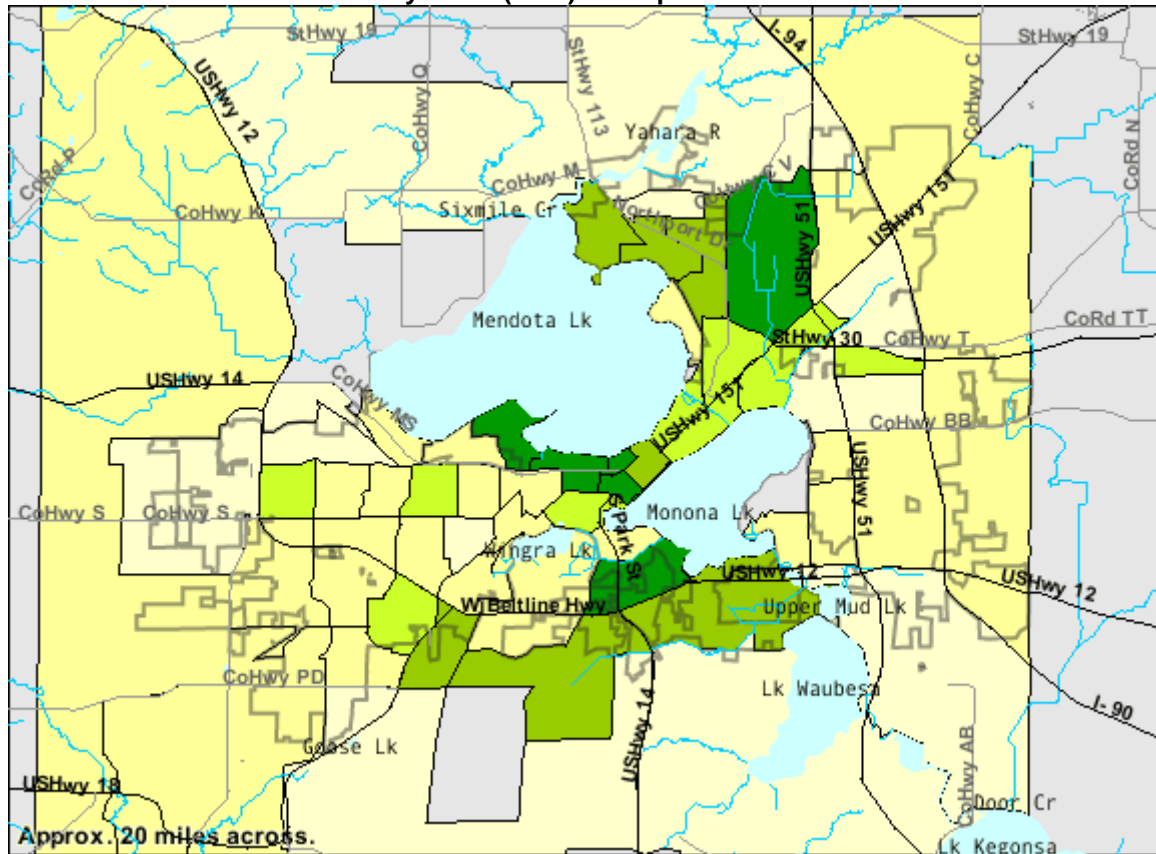 StHwy 19
I-94
StHwy 19
USHwy 12
CoHwy Q
StHwy 113
CoHwy C
CoRd N
Yahara R
CoRd P
CoHwy M
CoHwy K
Sixmile Cr
Northport Dr
USHwy 51
USHwy 151
Mendota Lk
StHwy 30
CoHwy T
CoRd TT
USHwy 14
CoHwy MS
USHwy 151
CoHwy BB
CoHwy S
CoHwy S
S Park St
Monona Lk
USHwy 51
Wingra Lk
USHwy 12
USHwy 12
W Beltline Hwy
Upper Mud Lk
CoHwy PD
Lk Waubesa
I-90
USHwy 14
Goose Lk
CoHwy AB
USHwy 18
Door Cr
Approx. 20 miles across.
Lk Kegonsa